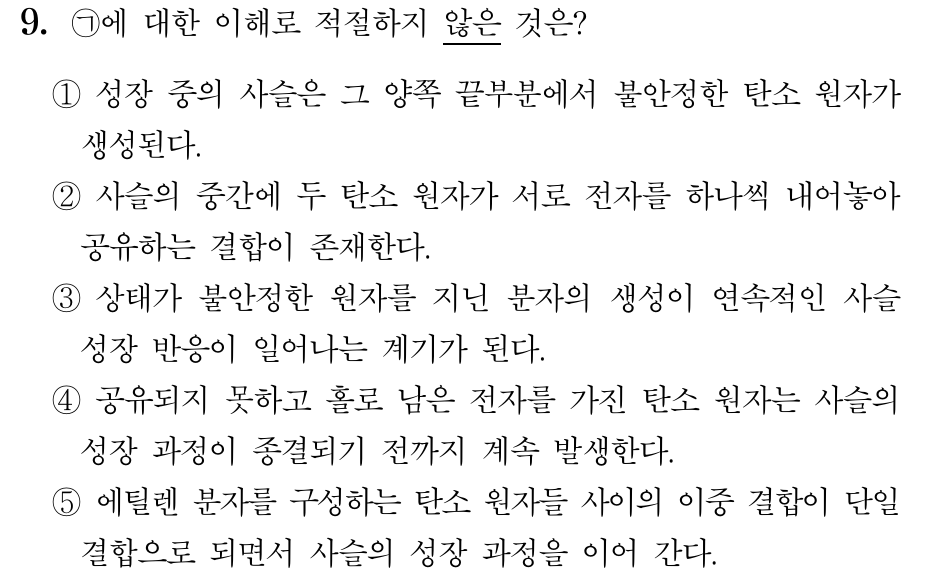 9. ㉠에 대한 이해로 적절하지 않은 것은?
① 성장 중의 사슬은 그 양쪽 끝부분에서 불안정한 탄소 원자가
생성된다.
② 사슬의 중간에 두 탄소 원자가 서로 전자를 하나씩 내어놓아
공유하는 결합이 존재한다.
③ 상태가 불안정한 원자를 지닌 분자의 생성이 연속적인 사슬
성장 반응이 일어나는 계기가 된다.
④ 공유되지 못하고 홀로 남은 전자를 가진 탄소 원자는 사슬의
성장 과정이 종결되기 전까지 계속 발생한다.
⑤ 에틸렌 분자를 구성하는 탄소 원자들 사이의 이중 결합이 단일
결합으로 되면서 사슬의 성장 과정을 이어 간다.